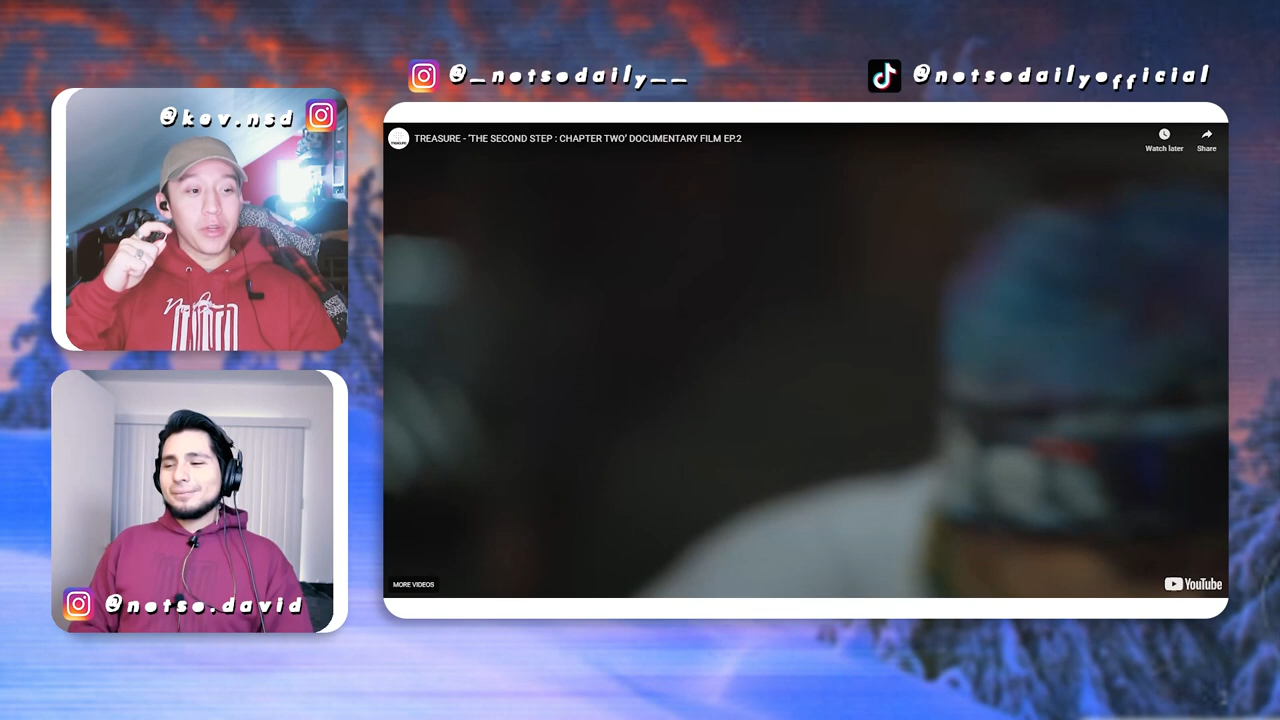 @_notsodaily__
@notsodailyofficial
@kev.nsd
TREASURE - 'THE SECOND STEP : CHAPTER TWO' DOCUMENTARY FILM EP.2
Watch later
Share
@notso.david
MORE VIDEOS
YouTube